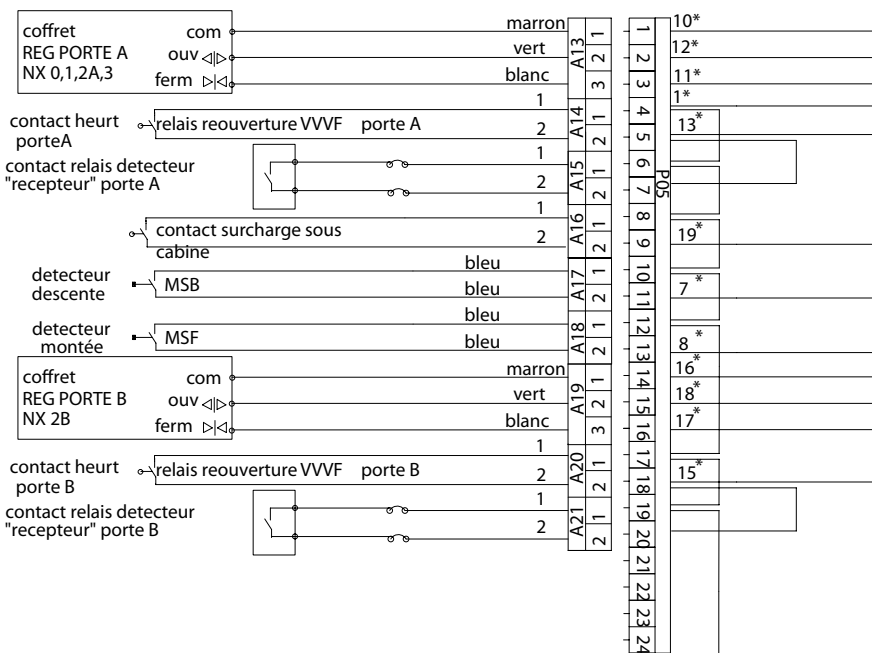 coffret com marron 1 1 10*
REG PORTE A ouv vert A13 2 2 12*
NX 0,1,2A,3 ferm blanc 3 3 11*
1 1 4 1*
contact heurt relais reouverture VVVF porte A 2 A14 2 5 13*
porteA
contact relais detecteur 1 1 6
"recepteur" porte A 2 A15 2 7 P05
1 1 8
contact surcharge sous 2 A16 2 9 19*
cabine
detecteur bleu 1 10
descente MSB bleu A17 2 11 7*
detecteur bleu 1 12
montée MSF bleu A18 2 13 8*
coffret com marron 1 14 16*
REG PORTE B ouv vert A19 2 15 18*
NX 2B ferm blanc 3 16 17*
1 1 17
contact heurt relais reouverture VVVF porte B 2 A20 2 18 15*
porte B
contact relais detecteur 1 1 19
"recepteur" porte B 2 A21 2 20
21
22
23
24